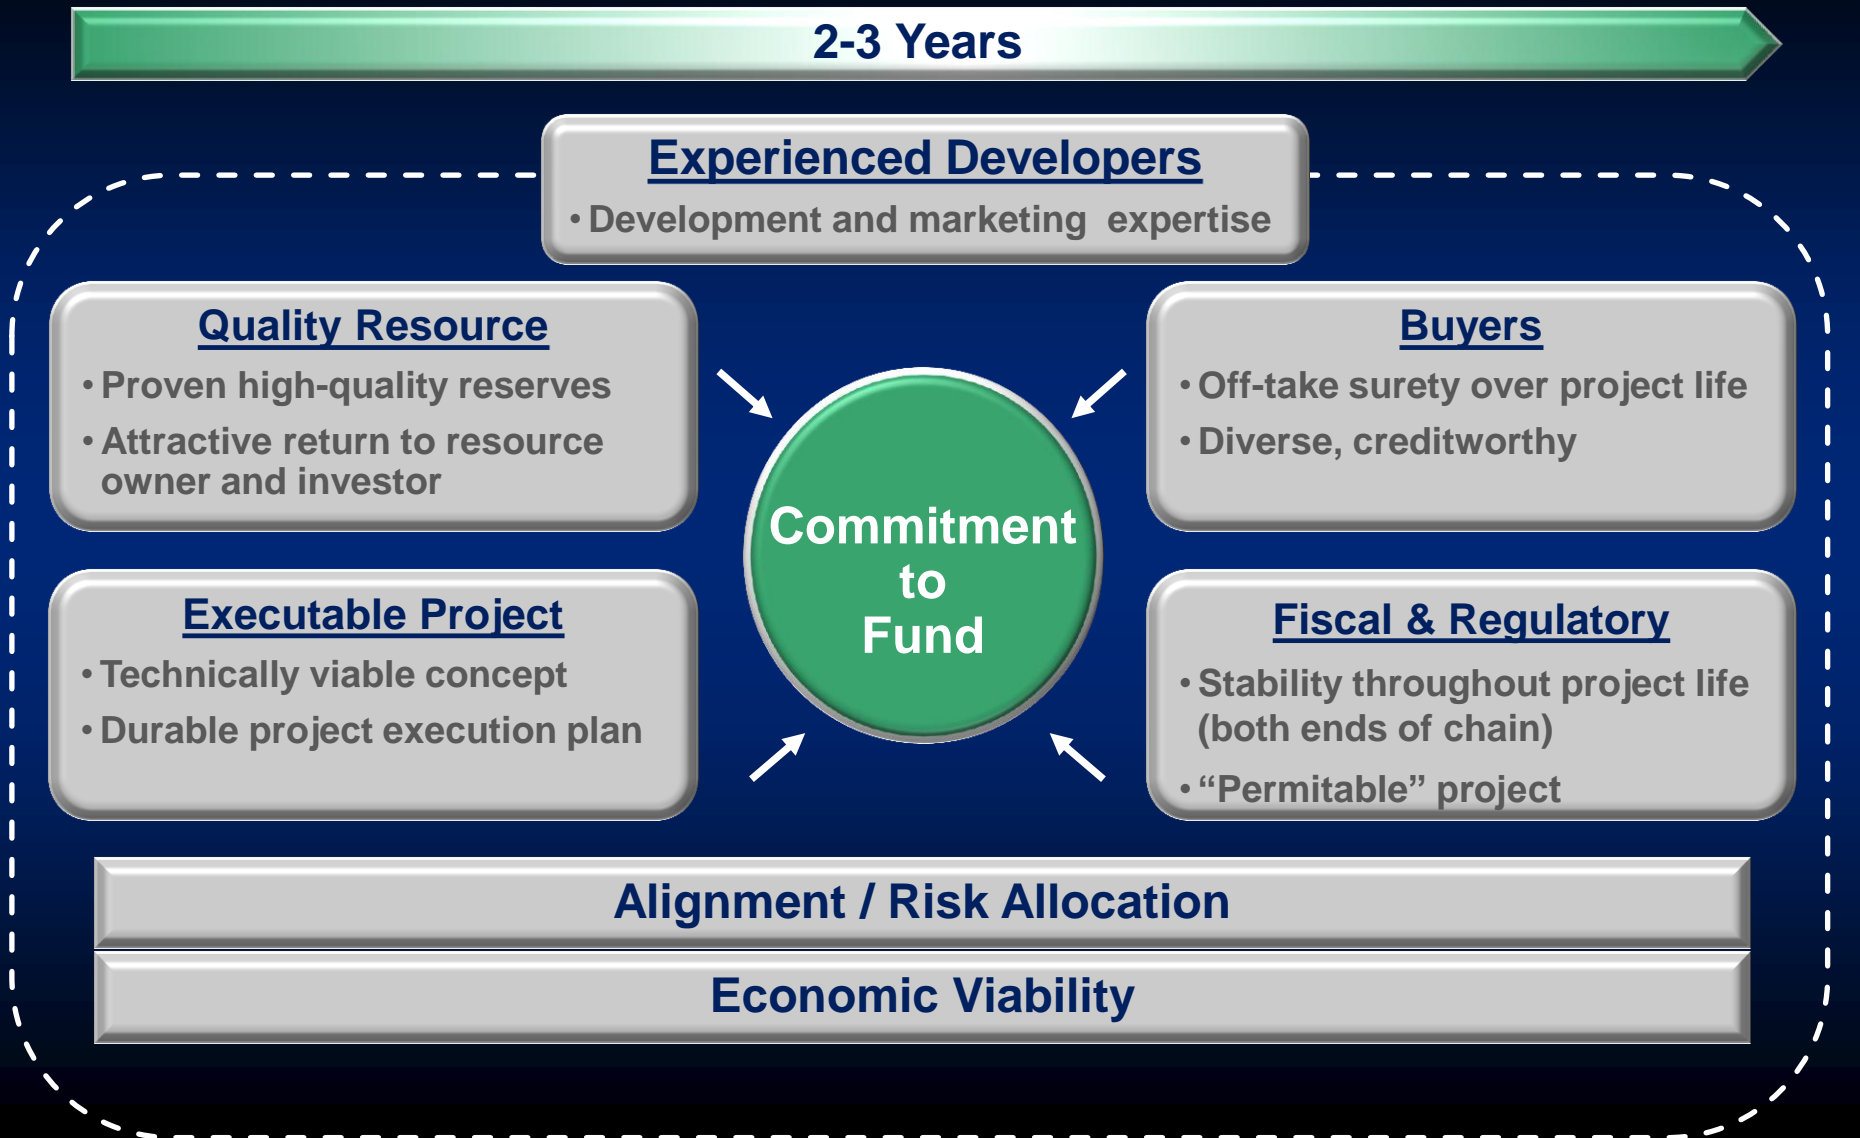 2-3 Years
Experienced Developers
• Development and marketing  expertise
Quality Resource
• Proven high-quality reserves
• Attractive return to resource
owner and investor
Buyers
• Off-take surety over project life
• Diverse, creditworthy
Commitment
to
Fund
Executable Project
• Technically viable concept
• Durable project execution plan
Fiscal & Regulatory
• Stability throughout project life
(both ends of chain)
• “Permitable” project
Alignment / Risk Allocation
Economic Viability